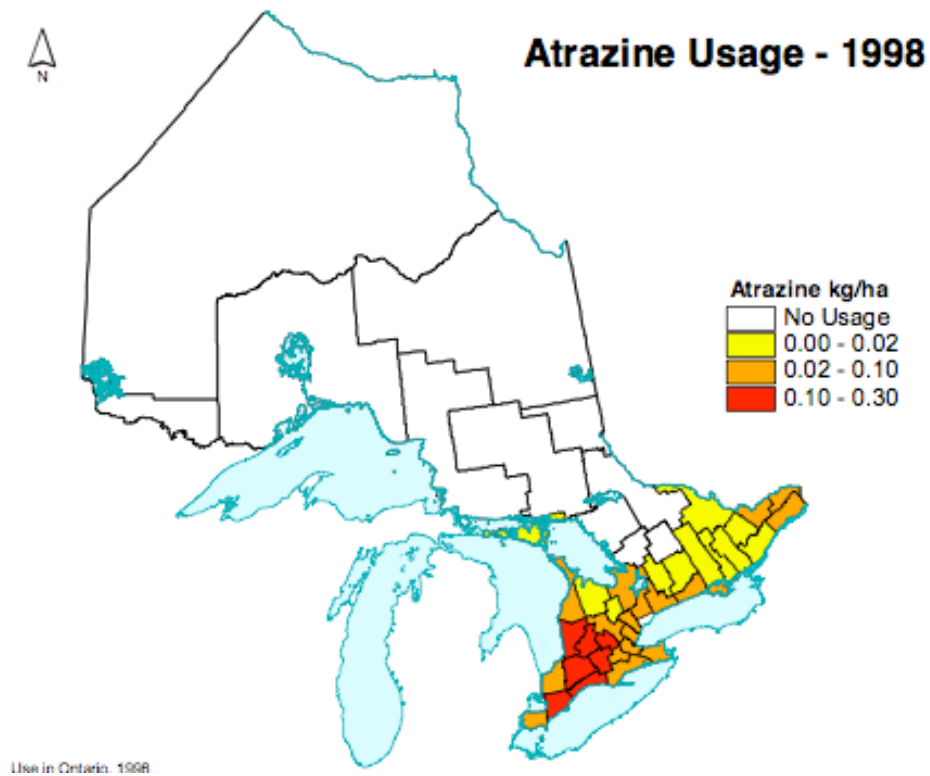 N
Atrazine Usage - 1998
Atrazine kg/ha
No Usage
0.00 - 0.02
0.02 - 0.10
0.10 - 0.30
Use in Ontario, 1998